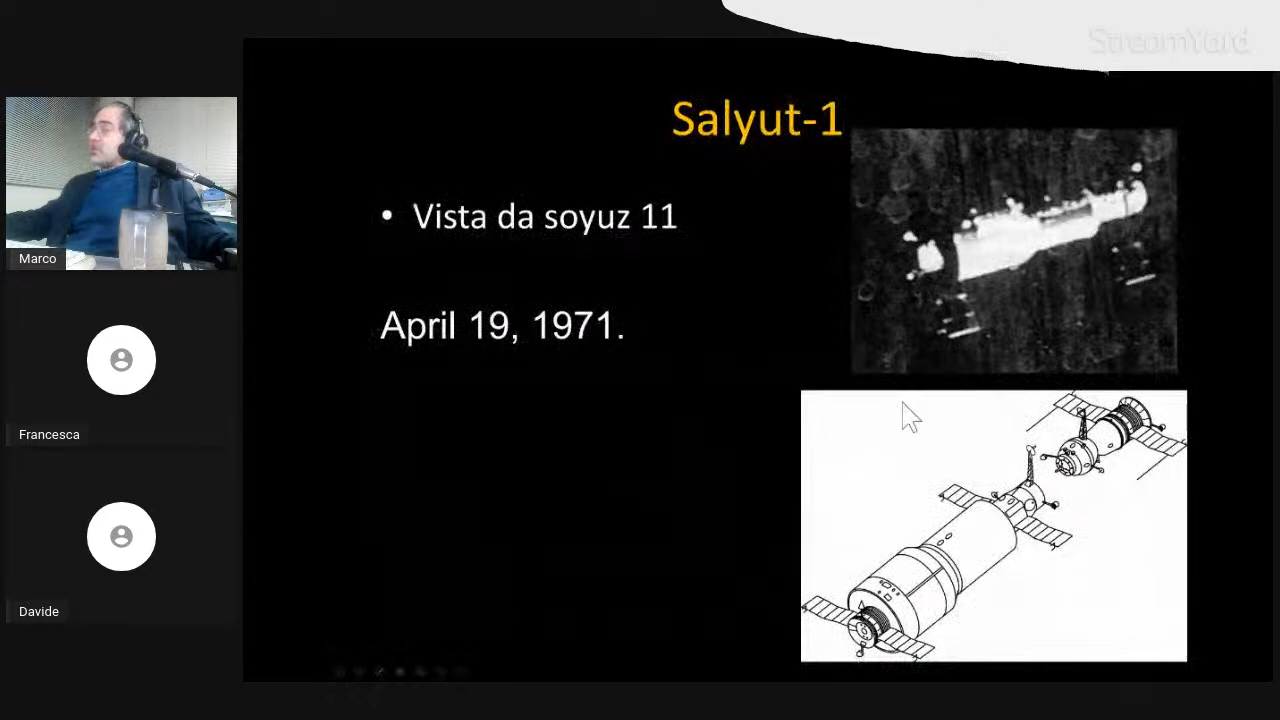 StreamYard
Salyut-1
• Vista da soyuz 11
April 19, 1971.
Marco
Francesca
Davide